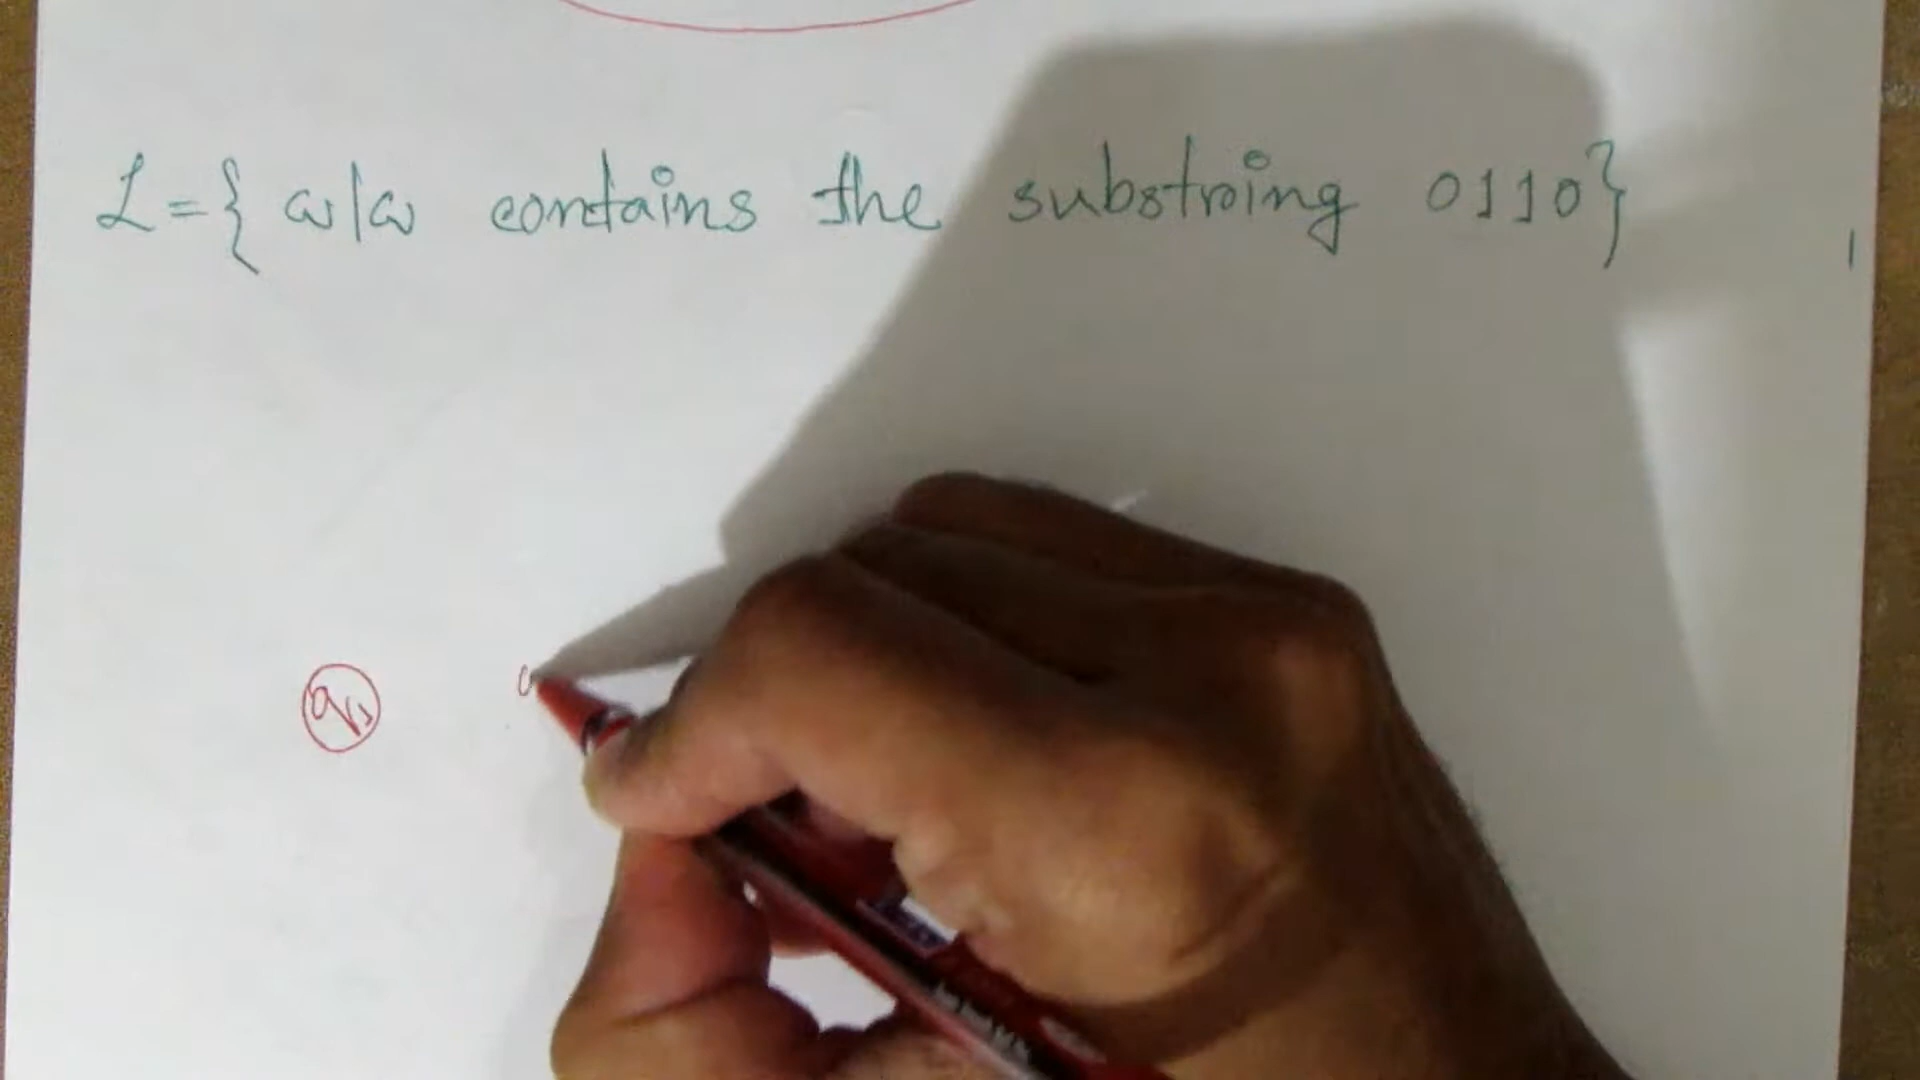 L = { ω/ω contains the substring 0110}
q1